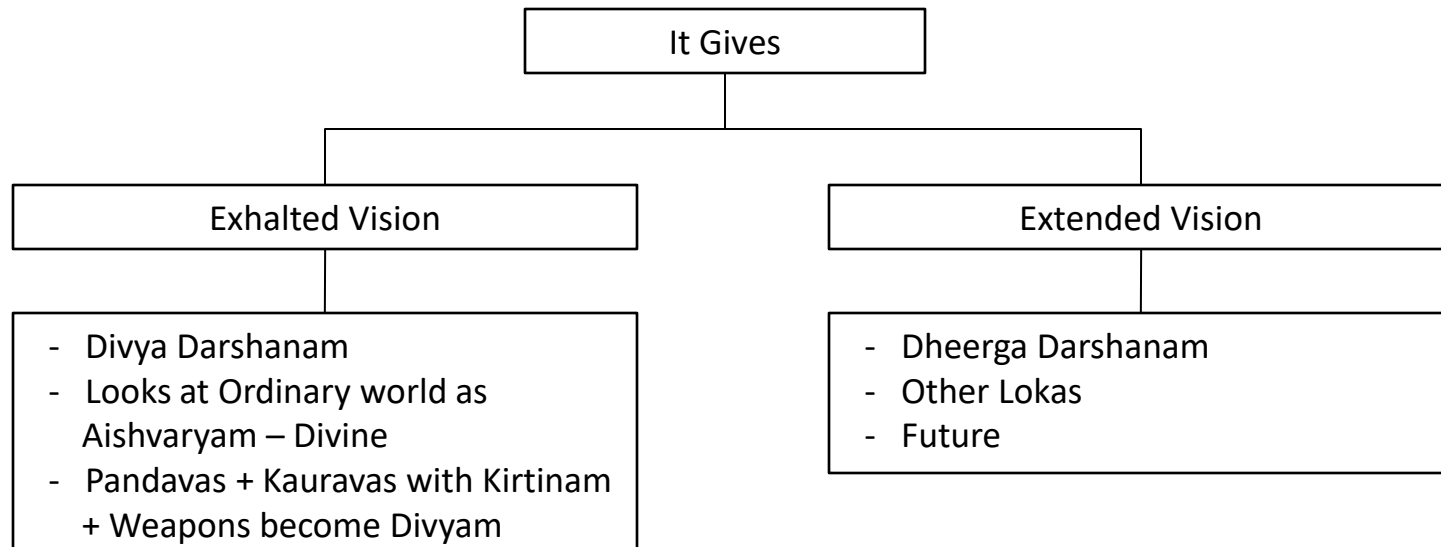 It Gives
Exhalted Vision
- Divya Darshanam
- Looks at Ordinary world as
Aishvaryam – Divine
- Pandavas + Kauravas with Kirtinam
+ Weapons become Divyam
Extended Vision
- Dheerga Darshanam
- Other Lokas
- Future